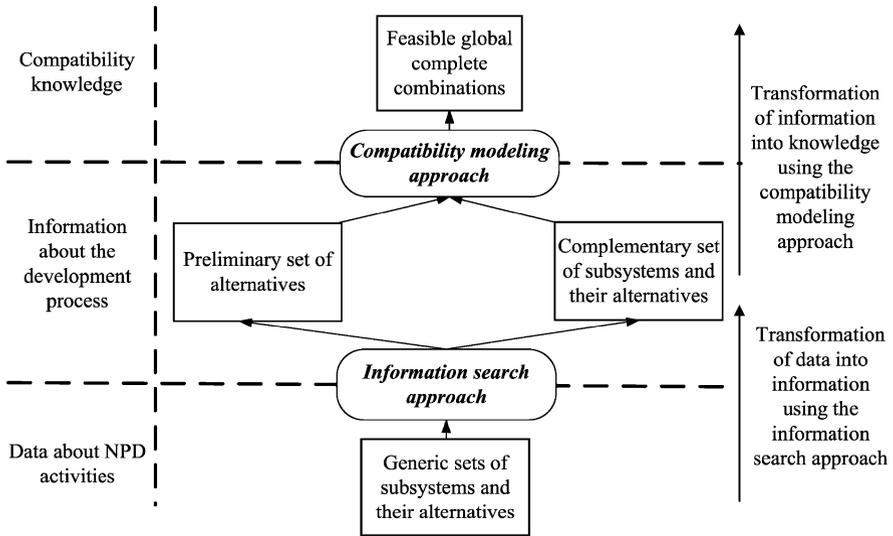 Compatibility
knowledge
Feasible global
complete
combinations
Compatibility modeling
approach
Transformation
of information
into knowledge
using the
compatibility
modeling
approach
Information
about the
development
process
Preliminary set of
alternatives
Complementary set
of subsystems and
their alternatives
Information search
approach
Transformation
of data into
information
using the
information
search approach
Data about NPD
activities
Generic sets of
subsystems and
their alternatives